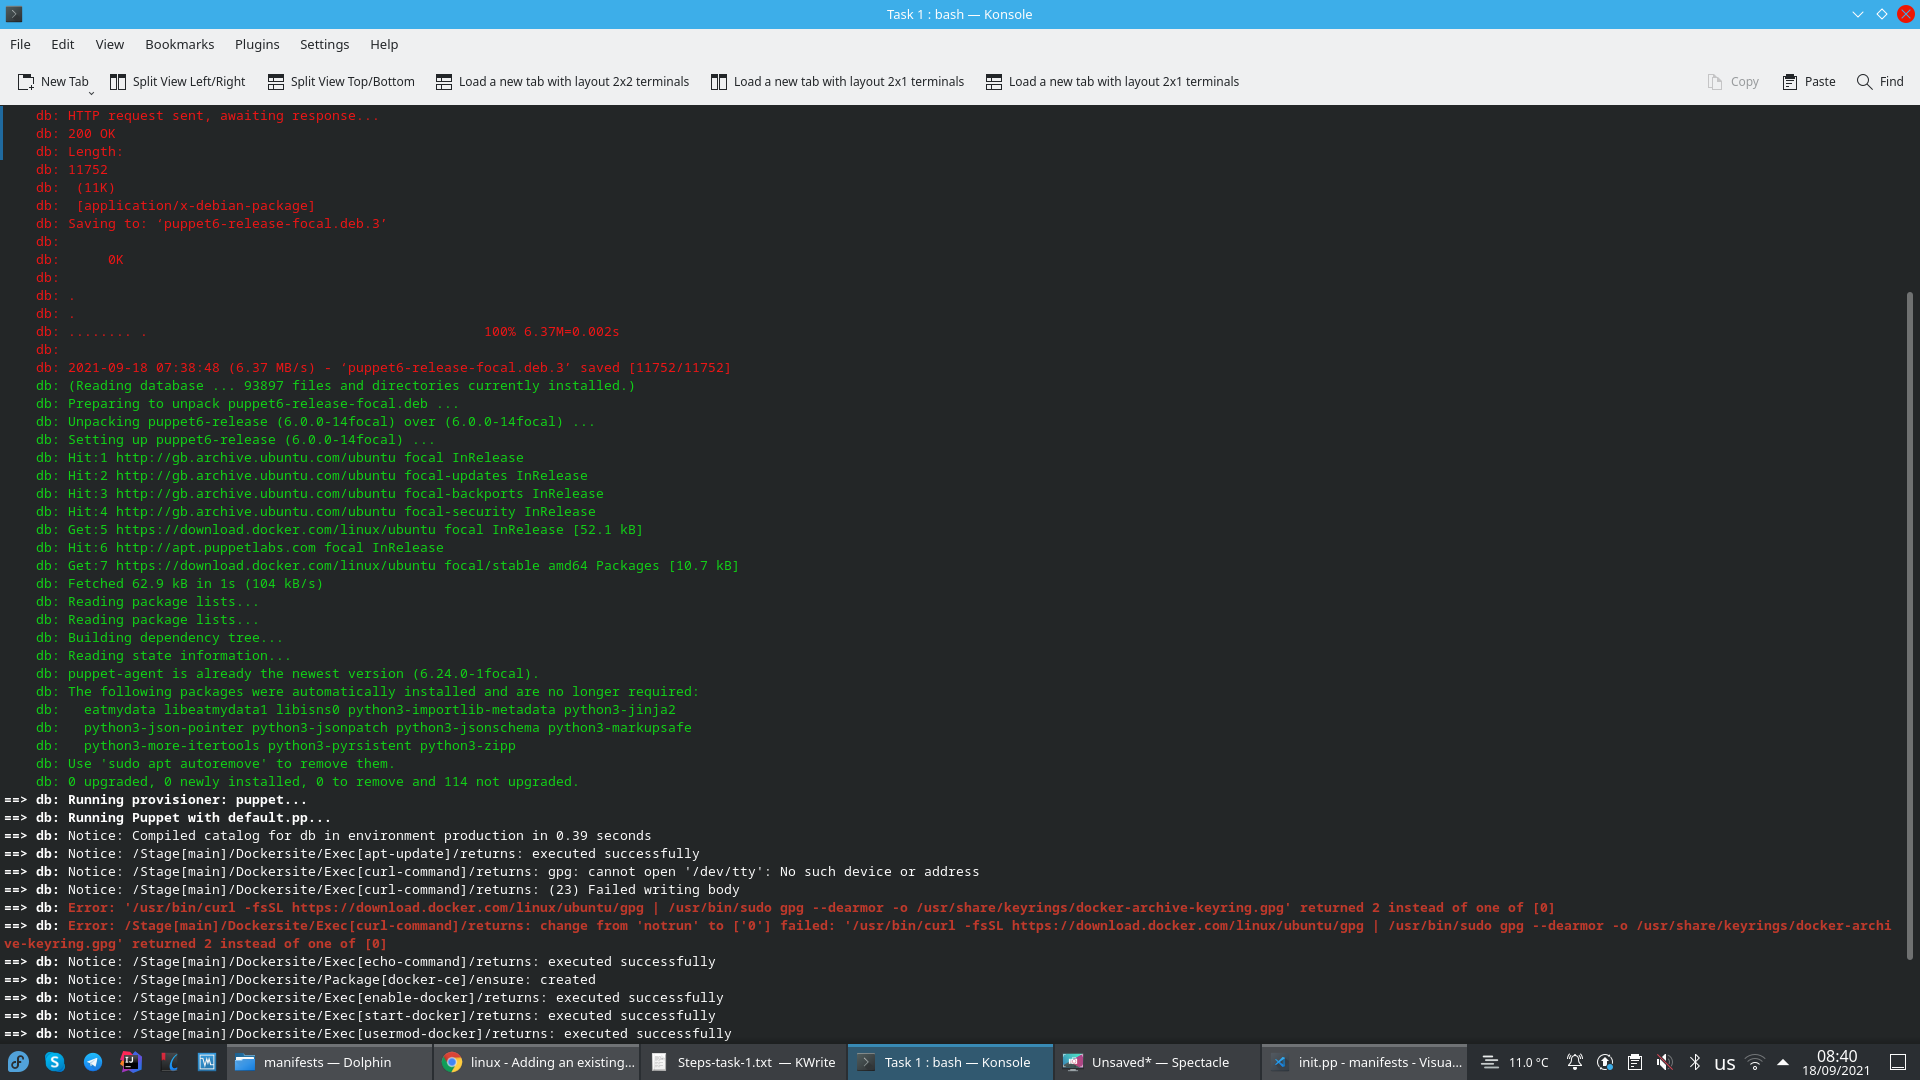 Task 1 : bash — Konsole
File Edit View Bookmarks Plugins Settings Help
New Tab Split View Left/Right Split View Top/Bottom Load a new tab with layout 2x2 terminals Load a new tab with layout 2x1 terminals Load a new tab with layout 2x1 terminals Copy Paste Find
db: HTTP request sent, awaiting response...
db: 200 OK
db: Length:
db: 11752
db:  (11K)
db:  [application/x-debian-package]
db: Saving to: ‘puppet6-release-focal.deb.3’
db:
db:      0K
db:
db: .
db: .
db: ........ .                                          100% 6.37M=0.002s
db:
db: 2021-09-18 07:38:48 (6.37 MB/s) - ‘puppet6-release-focal.deb.3’ saved [11752/11752]
db: (Reading database ... 93897 files and directories currently installed.)
db: Preparing to unpack puppet6-release-focal.deb ...
db: Unpacking puppet6-release (6.0.0-14focal) over (6.0.0-14focal) ...
db: Setting up puppet6-release (6.0.0-14focal) ...
db: Hit:1 http://gb.archive.ubuntu.com/ubuntu focal InRelease
db: Hit:2 http://gb.archive.ubuntu.com/ubuntu focal-updates InRelease
db: Hit:3 http://gb.archive.ubuntu.com/ubuntu focal-backports InRelease
db: Hit:4 http://gb.archive.ubuntu.com/ubuntu focal-security InRelease
db: Get:5 https://download.docker.com/linux/ubuntu focal InRelease [52.1 kB]
db: Hit:6 http://apt.puppetlabs.com focal InRelease
db: Get:7 https://download.docker.com/linux/ubuntu focal/stable amd64 Packages [10.7 kB]
db: Fetched 62.9 kB in 1s (104 kB/s)
db: Reading package lists...
db: Reading package lists...
db: Building dependency tree...
db: Reading state information...
db: puppet-agent is already the newest version (6.24.0-1focal).
db: The following packages were automatically installed and are no longer required:
db:   eatmydata libeatmydata1 libisns0 python3-importlib-metadata python3-jinja2
db:   python3-json-pointer python3-jsonpatch python3-jsonschema python3-markupsafe
db:   python3-more-itertools python3-pyrsistent python3-zipp
db: Use 'sudo apt autoremove' to remove them.
db: 0 upgraded, 0 newly installed, 0 to remove and 114 not upgraded.
==> db: Running provisioner: puppet...
==> db: Running Puppet with default.pp...
==> db: Notice: Compiled catalog for db in environment production in 0.39 seconds
==> db: Notice: /Stage[main]/Dockersite/Exec[apt-update]/returns: executed successfully
==> db: Notice: /Stage[main]/Dockersite/Exec[curl-command]/returns: gpg: cannot open '/dev/tty': No such device or address
==> db: Notice: /Stage[main]/Dockersite/Exec[curl-command]/returns: (23) Failed writing body
==> db: Error: '/usr/bin/curl -fsSL https://download.docker.com/linux/ubuntu/gpg | /usr/bin/sudo gpg --dearmor -o /usr/share/keyrings/docker-archive-keyring.gpg' returned 2 instead of one of [0]
==> db: Error: /Stage[main]/Dockersite/Exec[curl-command]/returns: change from 'notrun' to ['0'] failed: '/usr/bin/curl -fsSL https://download.docker.com/linux/ubuntu/gpg | /usr/bin/sudo gpg --dearmor -o /usr/share/keyrings/docker-archi
ve-keyring.gpg' returned 2 instead of one of [0]
==> db: Notice: /Stage[main]/Dockersite/Exec[echo-command]/returns: executed successfully
==> db: Notice: /Stage[main]/Dockersite/Package[docker-ce]/ensure: created
==> db: Notice: /Stage[main]/Dockersite/Exec[enable-docker]/returns: executed successfully
==> db: Notice: /Stage[main]/Dockersite/Exec[start-docker]/returns: executed successfully
==> db: Notice: /Stage[main]/Dockersite/Exec[usermod-docker]/returns: executed successfully
manifests — Dolphin linux - Adding an existing... Steps-task-1.txt — KWrite Task 1 : bash — Konsole Unsaved* — Spectacle init.pp - manifests - Visua... 11.0 °C us 08:40
18/09/2021